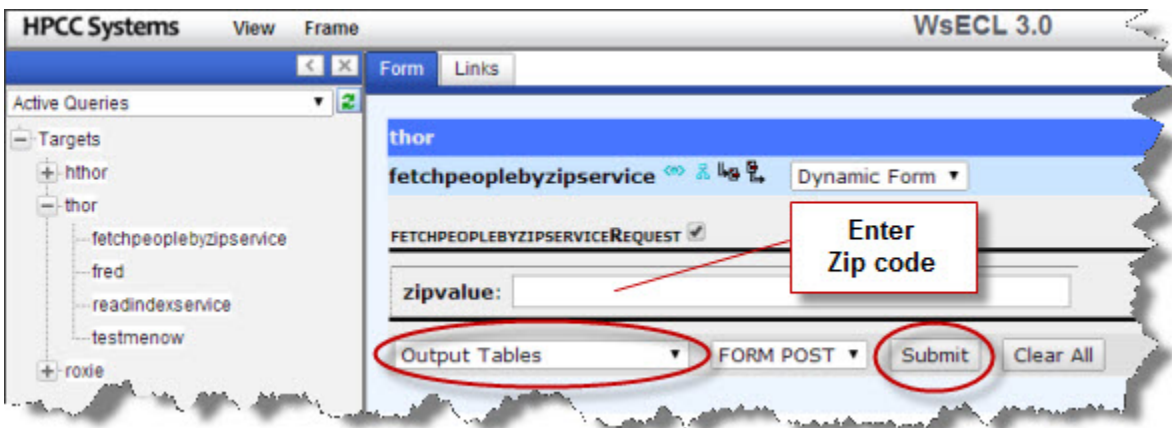 HPCC Systems View Frame WsECL 3.0
Form Links
Active Queries
Targets
hthor
thor
fetchpeoplebyzipservice
fred
readindexservice
testmenow
roxie
thor
fetchpeoplebyzipservice Dynamic Form
FETCHPEOPLEBYZIPSERVICEREQUEST
Enter
Zip code
zipvalue:
Output Tables FORM POST Submit Clear All